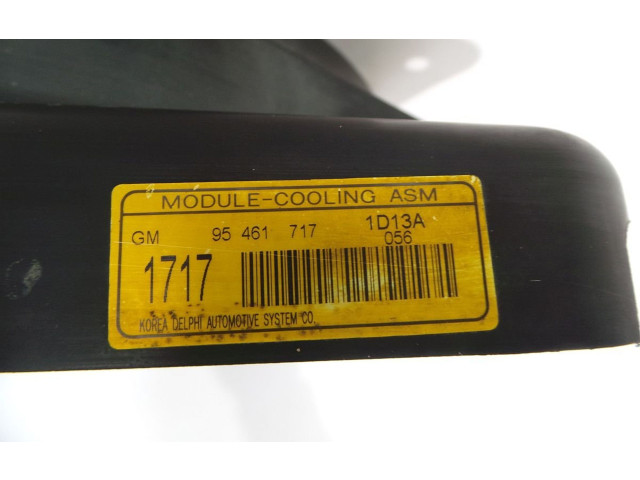 MODULE-COOLING ASM
GM 95 461 717 1D13A
056
1717
KOREA DELPHI AUTOMOTIVE SYSTEM CO.